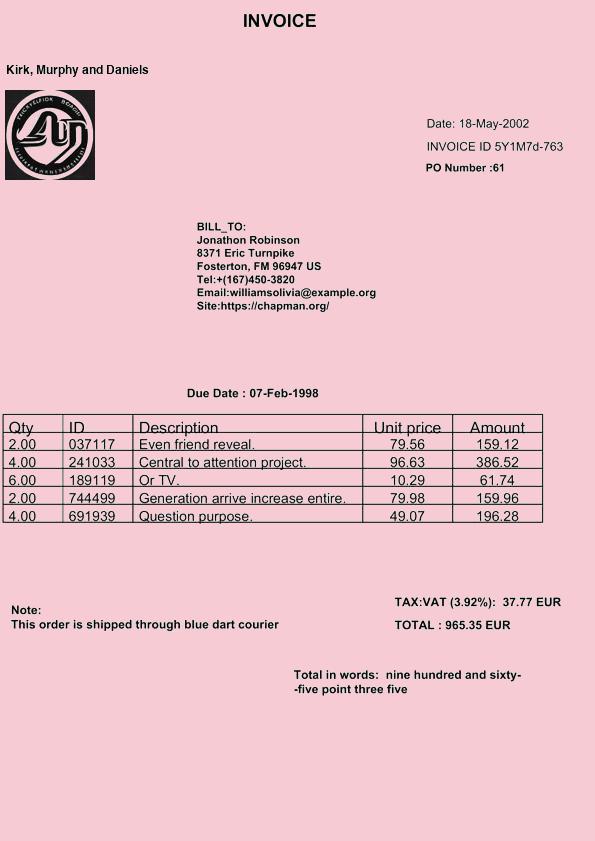 INVOICE
Kirk, Murphy and Daniels
Date: 18-May-2002
INVOICE ID 5Y1M7d-763
PO Number :61
BILL_TO:
Jonathon Robinson
8371 Eric Turnpike
Fosterton, FM 96947 US
Tel:+(167)450-3820
Email:williamsolivia@example.org
Site:https://chapman.org/
Due Date : 07-Feb-1998
Qty ID Description Unit price Amount
2.00 037117 Even friend reveal. 79.56 159.12
4.00 241033 Central to attention project. 96.63 386.52
6.00 189119 Or TV. 10.29 61.74
2.00 744499 Generation arrive increase entire. 79.98 159.96
4.00 691939 Question purpose. 49.07 196.28
TAX:VAT (3.92%): 37.77 EUR
Note:
This order is shipped through blue dart courier
TOTAL : 965.35 EUR
Total in words: nine hundred and sixty-
-five point three five